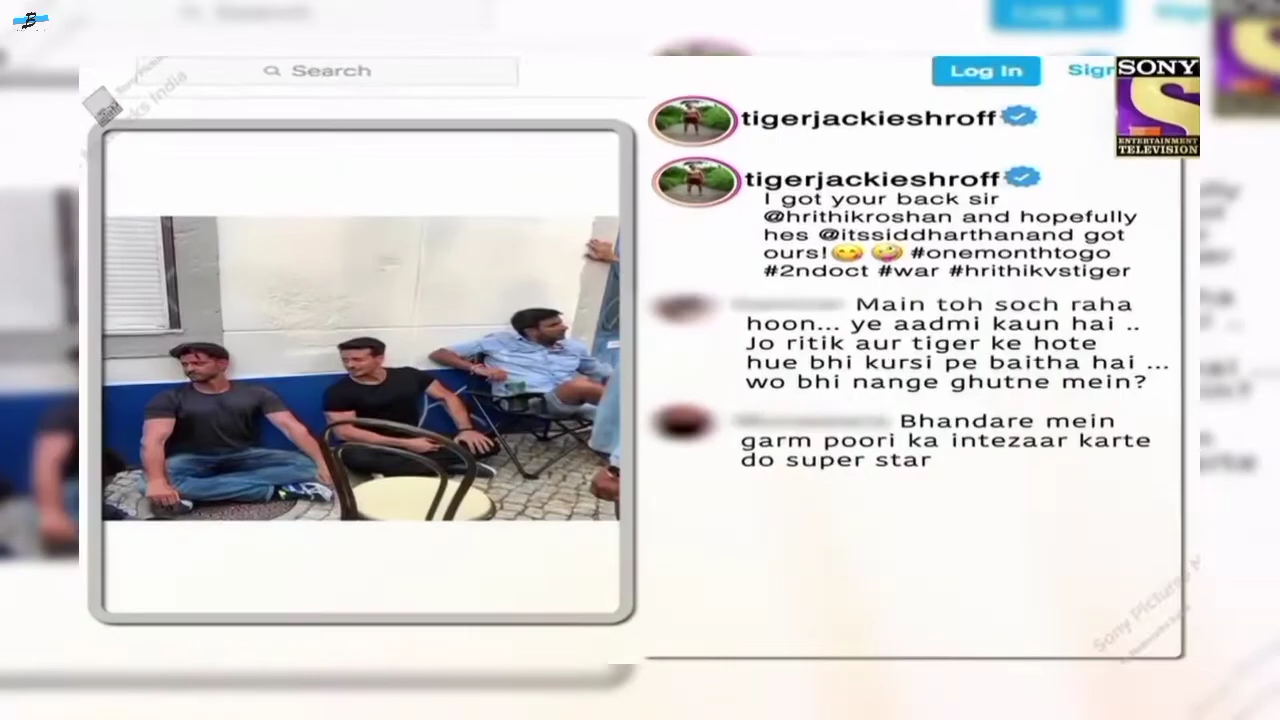 B
Search
Log In
SONY
ENTERTAINMENT
TELEVISION
tigerjackieshroff
tigerjackieshroff
I got your back sir
@hrithikroshan and hopefully
hes @itssiddharthanand got
ours!😋 🤪 #onemonthtogo
#2ndoct #war #hrithikvstiger
Main toh soch raha
hoon... ye aadmi kaun hai ..
Jo ritik aur tiger ke hote
hue bhi kursi pe baitha hai ...
wo bhi nange ghutne mein?
Bhandare mein
garm poori ka intezaar karte
do super star
Sony Pictures